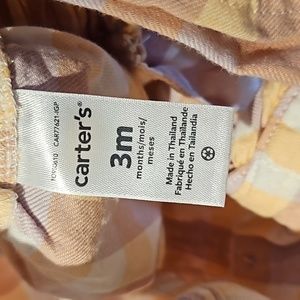 carter's®
3m
months/mois/
meses
Made in Thailand
Fabriqué en Thaïlande
Hecho en Tailandia